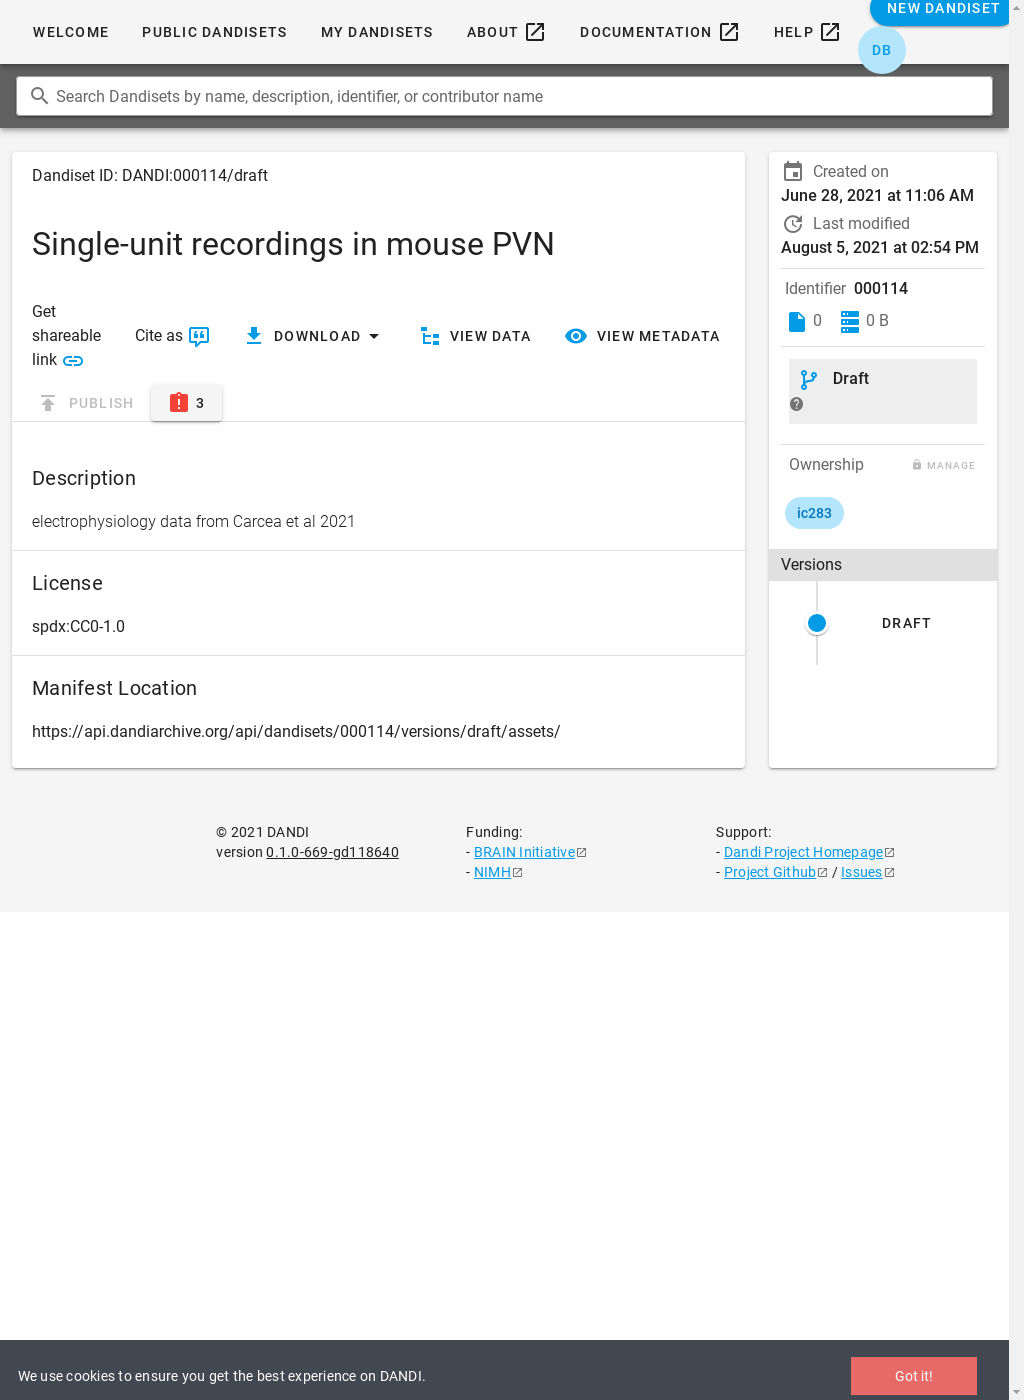 NEW DANDISET
WELCOME PUBLIC DANDISETS MY DANDISETS ABOUT DOCUMENTATION HELP
DB
Search Dandisets by name, description, identifier, or contributor name
Dandiset ID: DANDI:000114/draft
Single-unit recordings in mouse PVN
Get
shareable
link
Cite as
DOWNLOAD
VIEW DATA
VIEW METADATA
PUBLISH
3
Description
electrophysiology data from Carcea et al 2021
License
spdx:CC0-1.0
Manifest Location
https://api.dandiarchive.org/api/dandisets/000114/versions/draft/assets/
Created on
June 28, 2021 at 11:06 AM
Last modified
August 5, 2021 at 02:54 PM
Identifier 000114
0 0 B
Draft
Ownership MANAGE
ic283
Versions
DRAFT
© 2021 DANDI
version 0.1.0-669-gd118640
Funding:
- BRAIN Initiative
- NIMH
Support:
- Dandi Project Homepage
- Project Github / Issues
We use cookies to ensure you get the best experience on DANDI.
Got it!